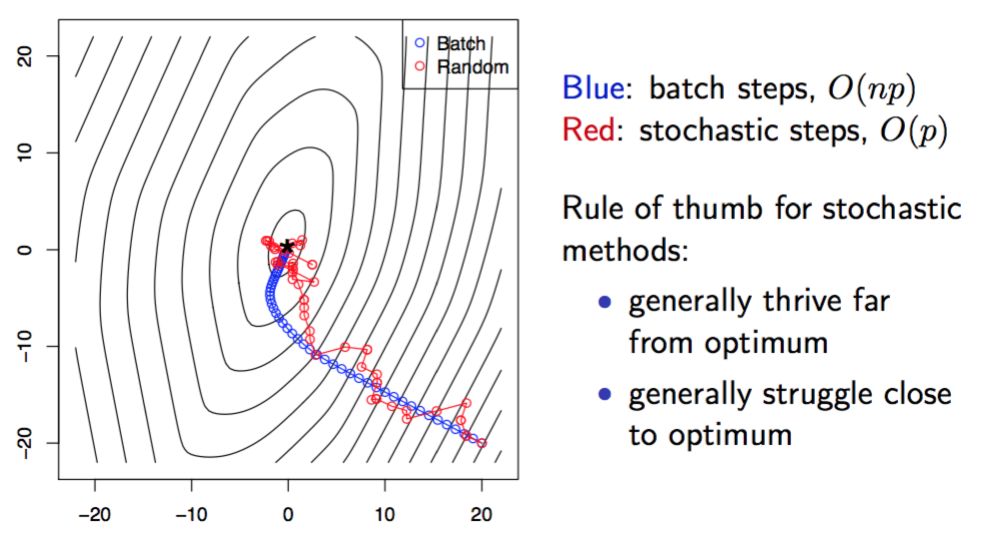 Batch
Random
20
10
0
−10
−20
−20
−10
0
10
20
Blue: batch steps, O(np)
Red: stochastic steps, O(p)
Rule of thumb for stochastic
methods:
• generally thrive far
from optimum
• generally struggle close
to optimum